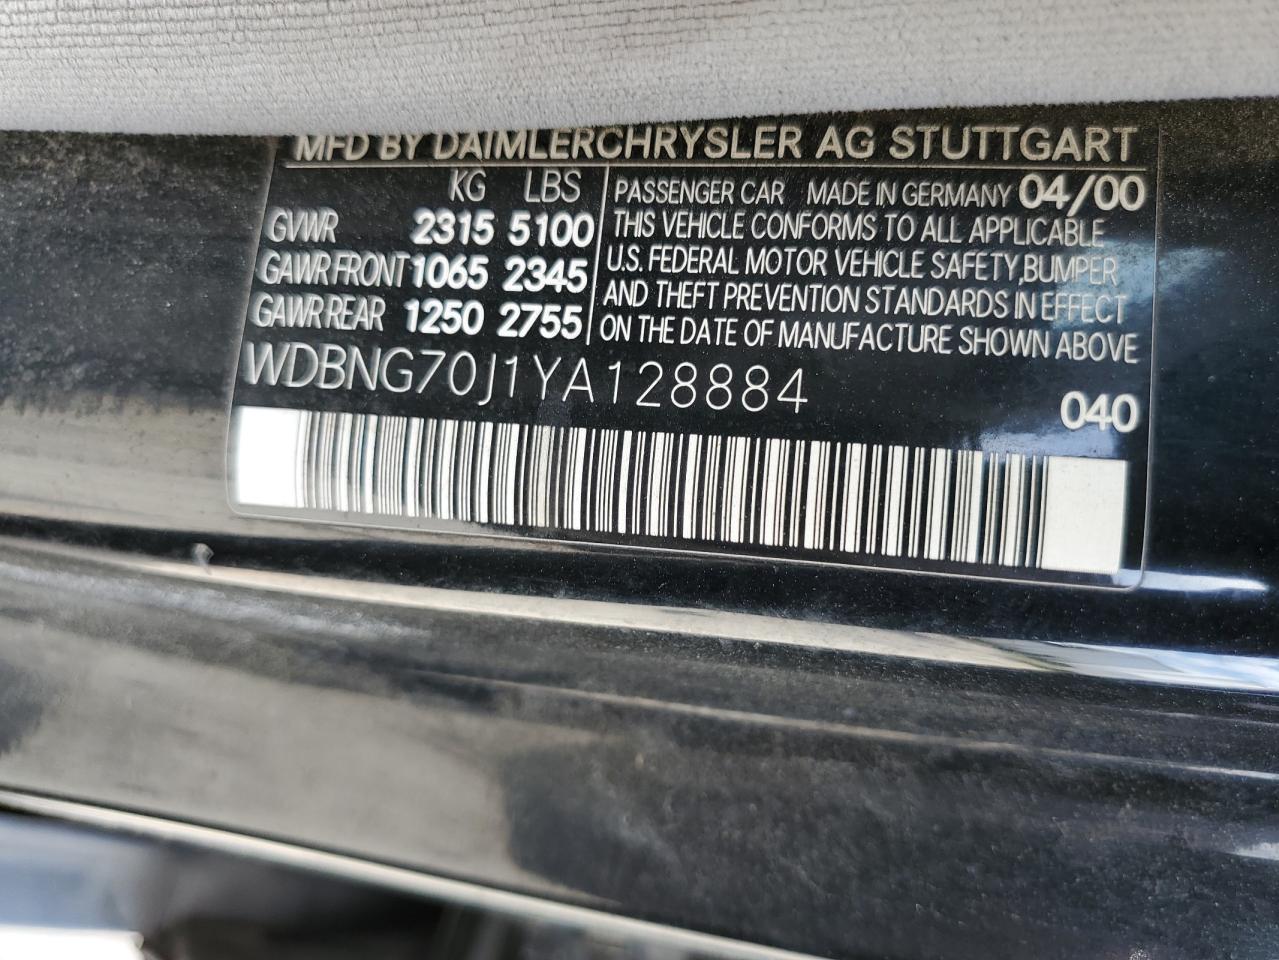 MFD BY DAIMLERCHRYSLER AG STUTTGART
KG LBS
GVWR 2315 5100
GAWR FRONT 1065 2345
GAWR REAR 1250 2755
PASSENGER CAR MADE IN GERMANY 04/00
THIS VEHICLE CONFORMS TO ALL APPLICABLE
U.S. FEDERAL MOTOR VEHICLE SAFETY, BUMPER
AND THEFT PREVENTION STANDARDS IN EFFECT
ON THE DATE OF MANUFACTURE SHOWN ABOVE
WDBNG70J1YA128884
040